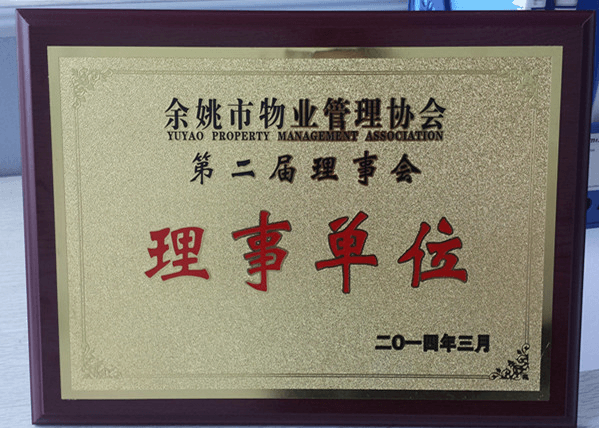 余姚市物业管理协会
YUYAO PROPERTY MANAGEMENT ASSOCIATION
第二届理事会
理事单位
二〇一四年三月